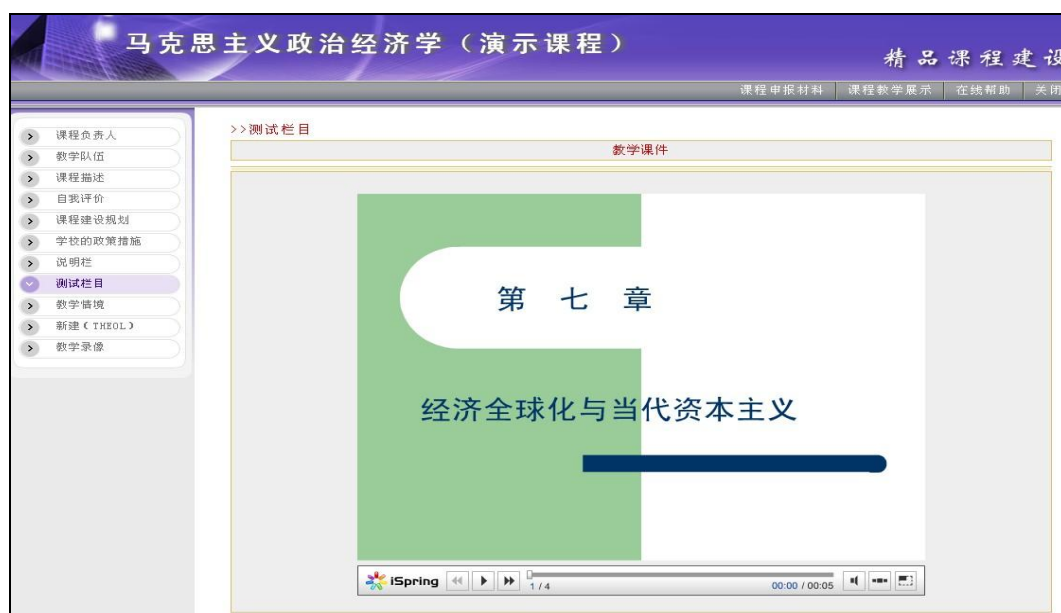 马克思主义政治经济学（演示课程）
精品课程建设
课程申报材料 课程教学展示 在线帮助 关闭
课程负责人
教学队伍
课程描述
自我评价
课程建设规划
学校的政策措施
说明栏
测试栏目
教学情境
新建（THEOL）
教学录像
>>测试栏目
教学课件
第七章
经济全球化与当代资本主义
iSpring 1 / 4 00:00 / 00:05